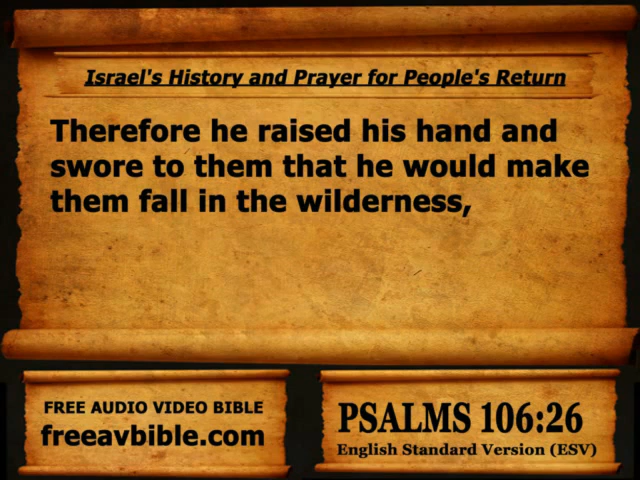 Israel's History and Prayer for People's Return
Therefore he raised his hand and
swore to them that he would make
them fall in the wilderness,
FREE AUDIO VIDEO BIBLE
freeavbible.com
PSALMS 106:26
English Standard Version (ESV)